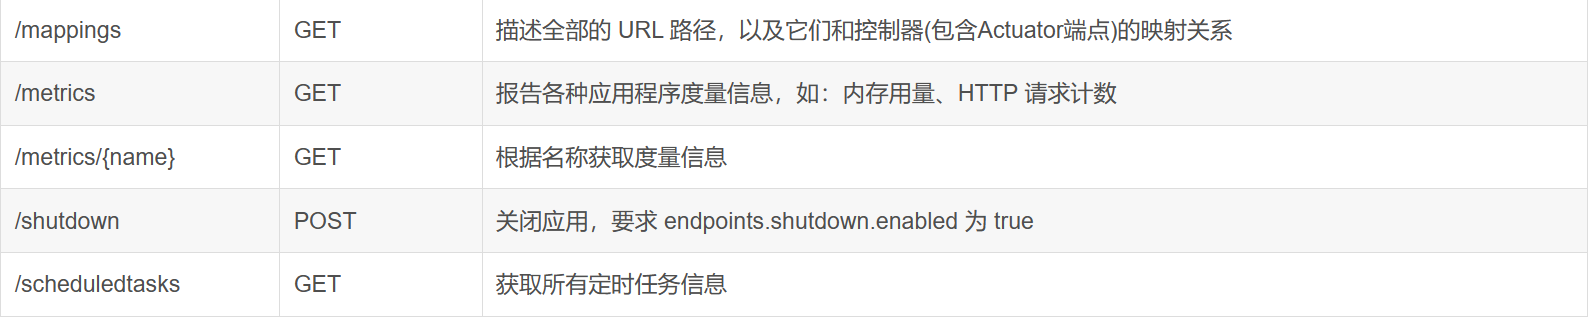 /mappings GET 描述全部的 URL 路径，以及它们和控制器(包含Actuator端点)的映射关系
/metrics GET 报告各种应用程序度量信息，如：内存用量、HTTP 请求计数
/metrics/{name} GET 根据名称获取度量信息
/shutdown POST 关闭应用，要求 endpoints.shutdown.enabled 为 true
/scheduledtasks GET 获取所有定时任务信息